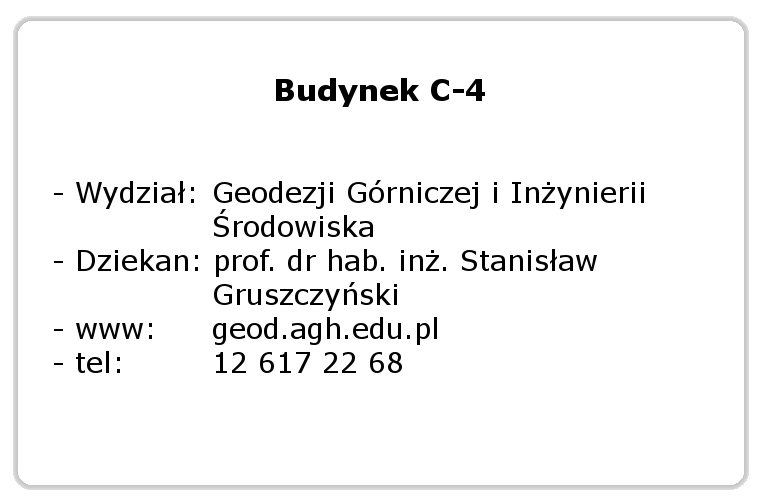 Budynek C-4
- Wydział: Geodezji Górniczej i Inżynierii
Środowiska
- Dziekan: prof. dr hab. inż. Stanisław
Gruszczyński
- www: geod.agh.edu.pl
- tel: 12 617 22 68